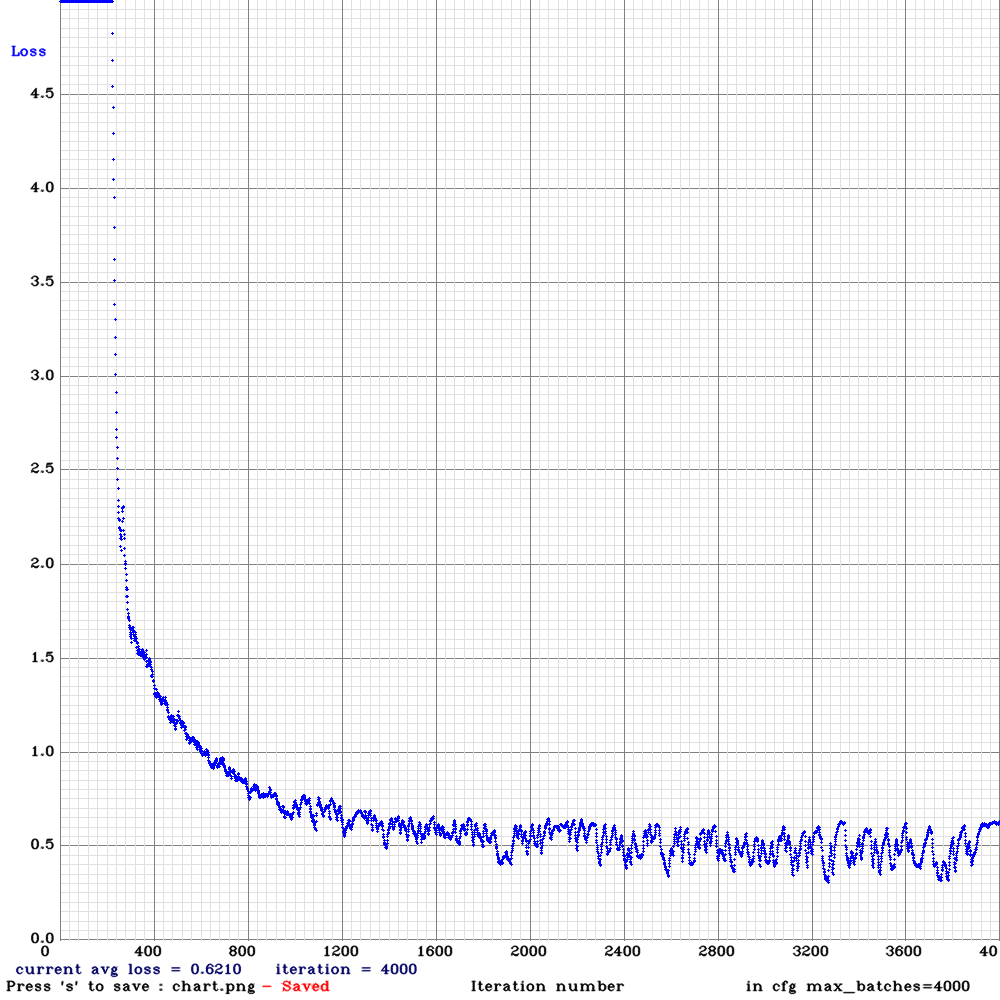 Loss
4.5
4.0
3.5
3.0
2.5
2.0
1.5
1.0
0.5
0.0
0 400 800 1200 1600 2000 2400 2800 3200 3600 40
current avg loss = 0.6210 iteration = 4000
Press 's' to save : chart.png - Saved Iteration number in cfg max_batches=4000